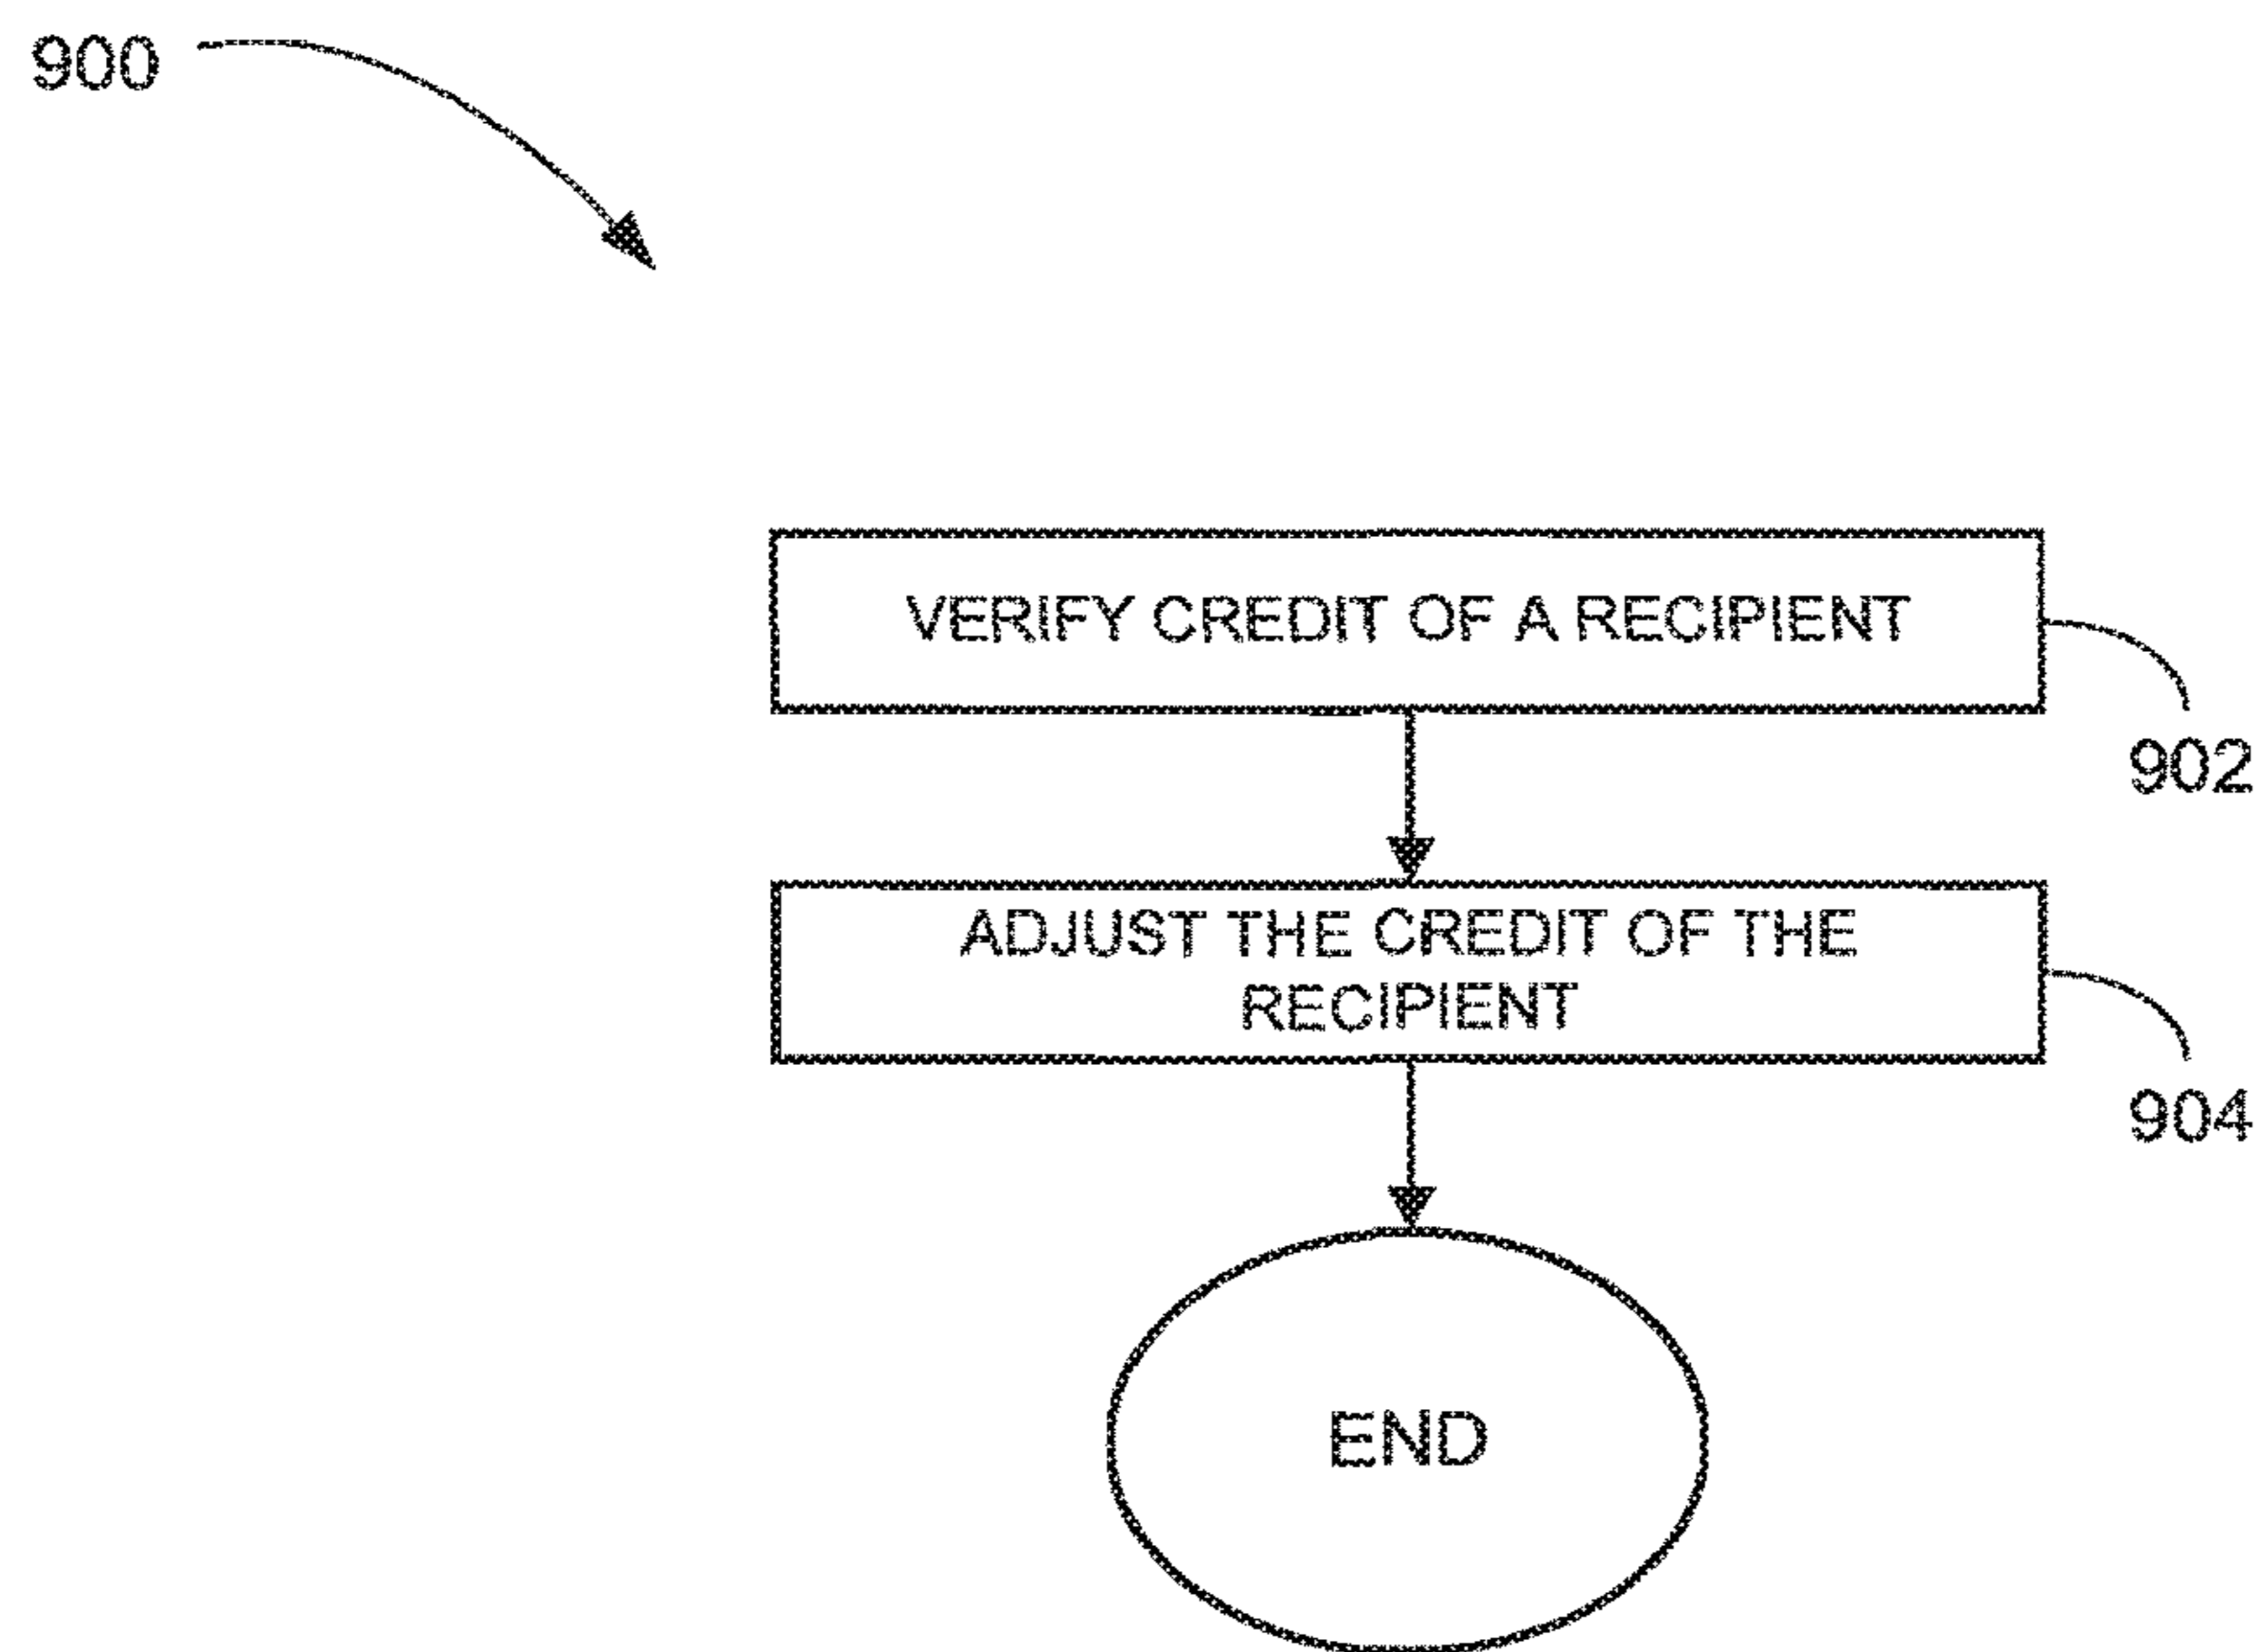 900
VERIFY CREDIT OF A RECIPIENT
902
ADJUST THE CREDIT OF THE
RECIPIENT
904
END